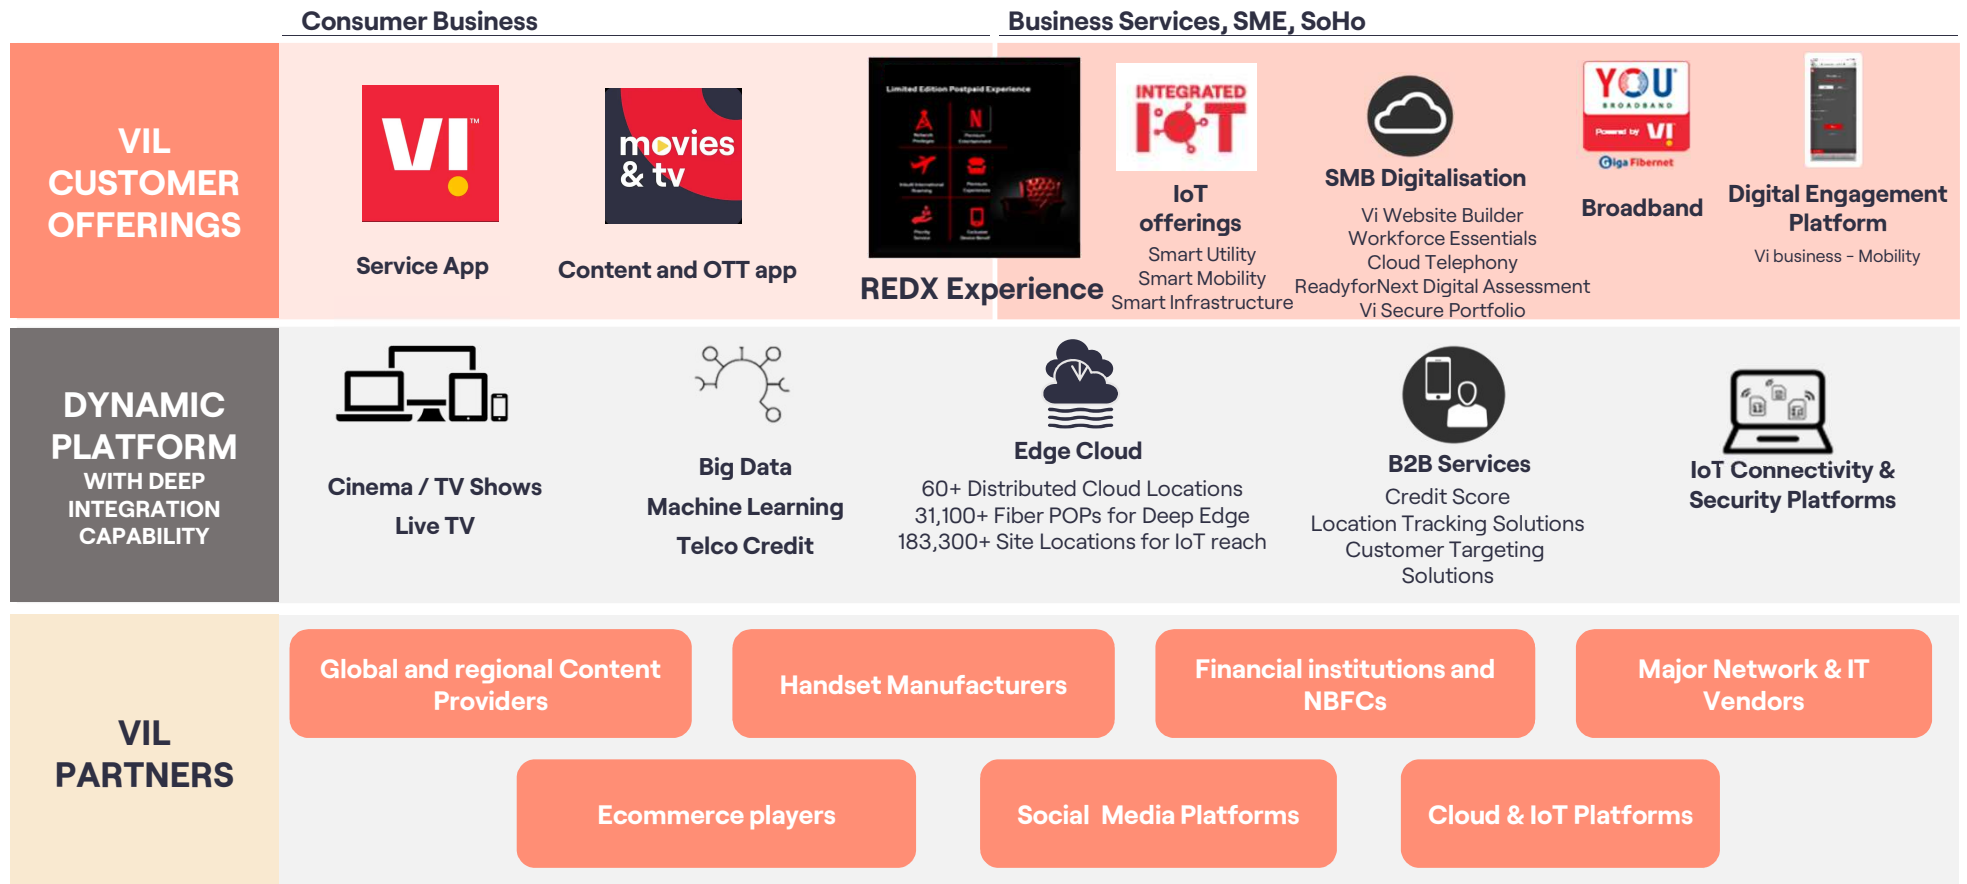 Consumer Business
Business Services, SME, SoHo
VIL
CUSTOMER
OFFERINGS
VI™
Service App
movies
& tv
Content and OTT app
Limited Edition Postpaid Experience
REDX Experience
INTEGRATED
IoT
IoT
offerings
Smart Utility
Smart Mobility
Smart Infrastructure
SMB Digitalisation
Vi Website Builder
Workforce Essentials
Cloud Telephony
ReadyforNext Digital Assessment
Vi Secure Portfolio
YOU
BROADBAND
Powered by VI
Giga Fibernet
Broadband
Digital Engagement
Platform
Vi business - Mobility
DYNAMIC
PLATFORM
WITH DEEP
INTEGRATION
CAPABILITY
Cinema / TV Shows
Live TV
Big Data
Machine Learning
Telco Credit
Edge Cloud
60+ Distributed Cloud Locations
31,100+ Fiber POPs for Deep Edge
183,300+ Site Locations for IoT reach
B2B Services
Credit Score
Location Tracking Solutions
Customer Targeting
Solutions
IoT Connectivity &
Security Platforms
VIL
PARTNERS
Global and regional Content
Providers
Handset Manufacturers
Financial institutions and
NBFCs
Major Network & IT
Vendors
Ecommerce players
Social Media Platforms
Cloud & IoT Platforms